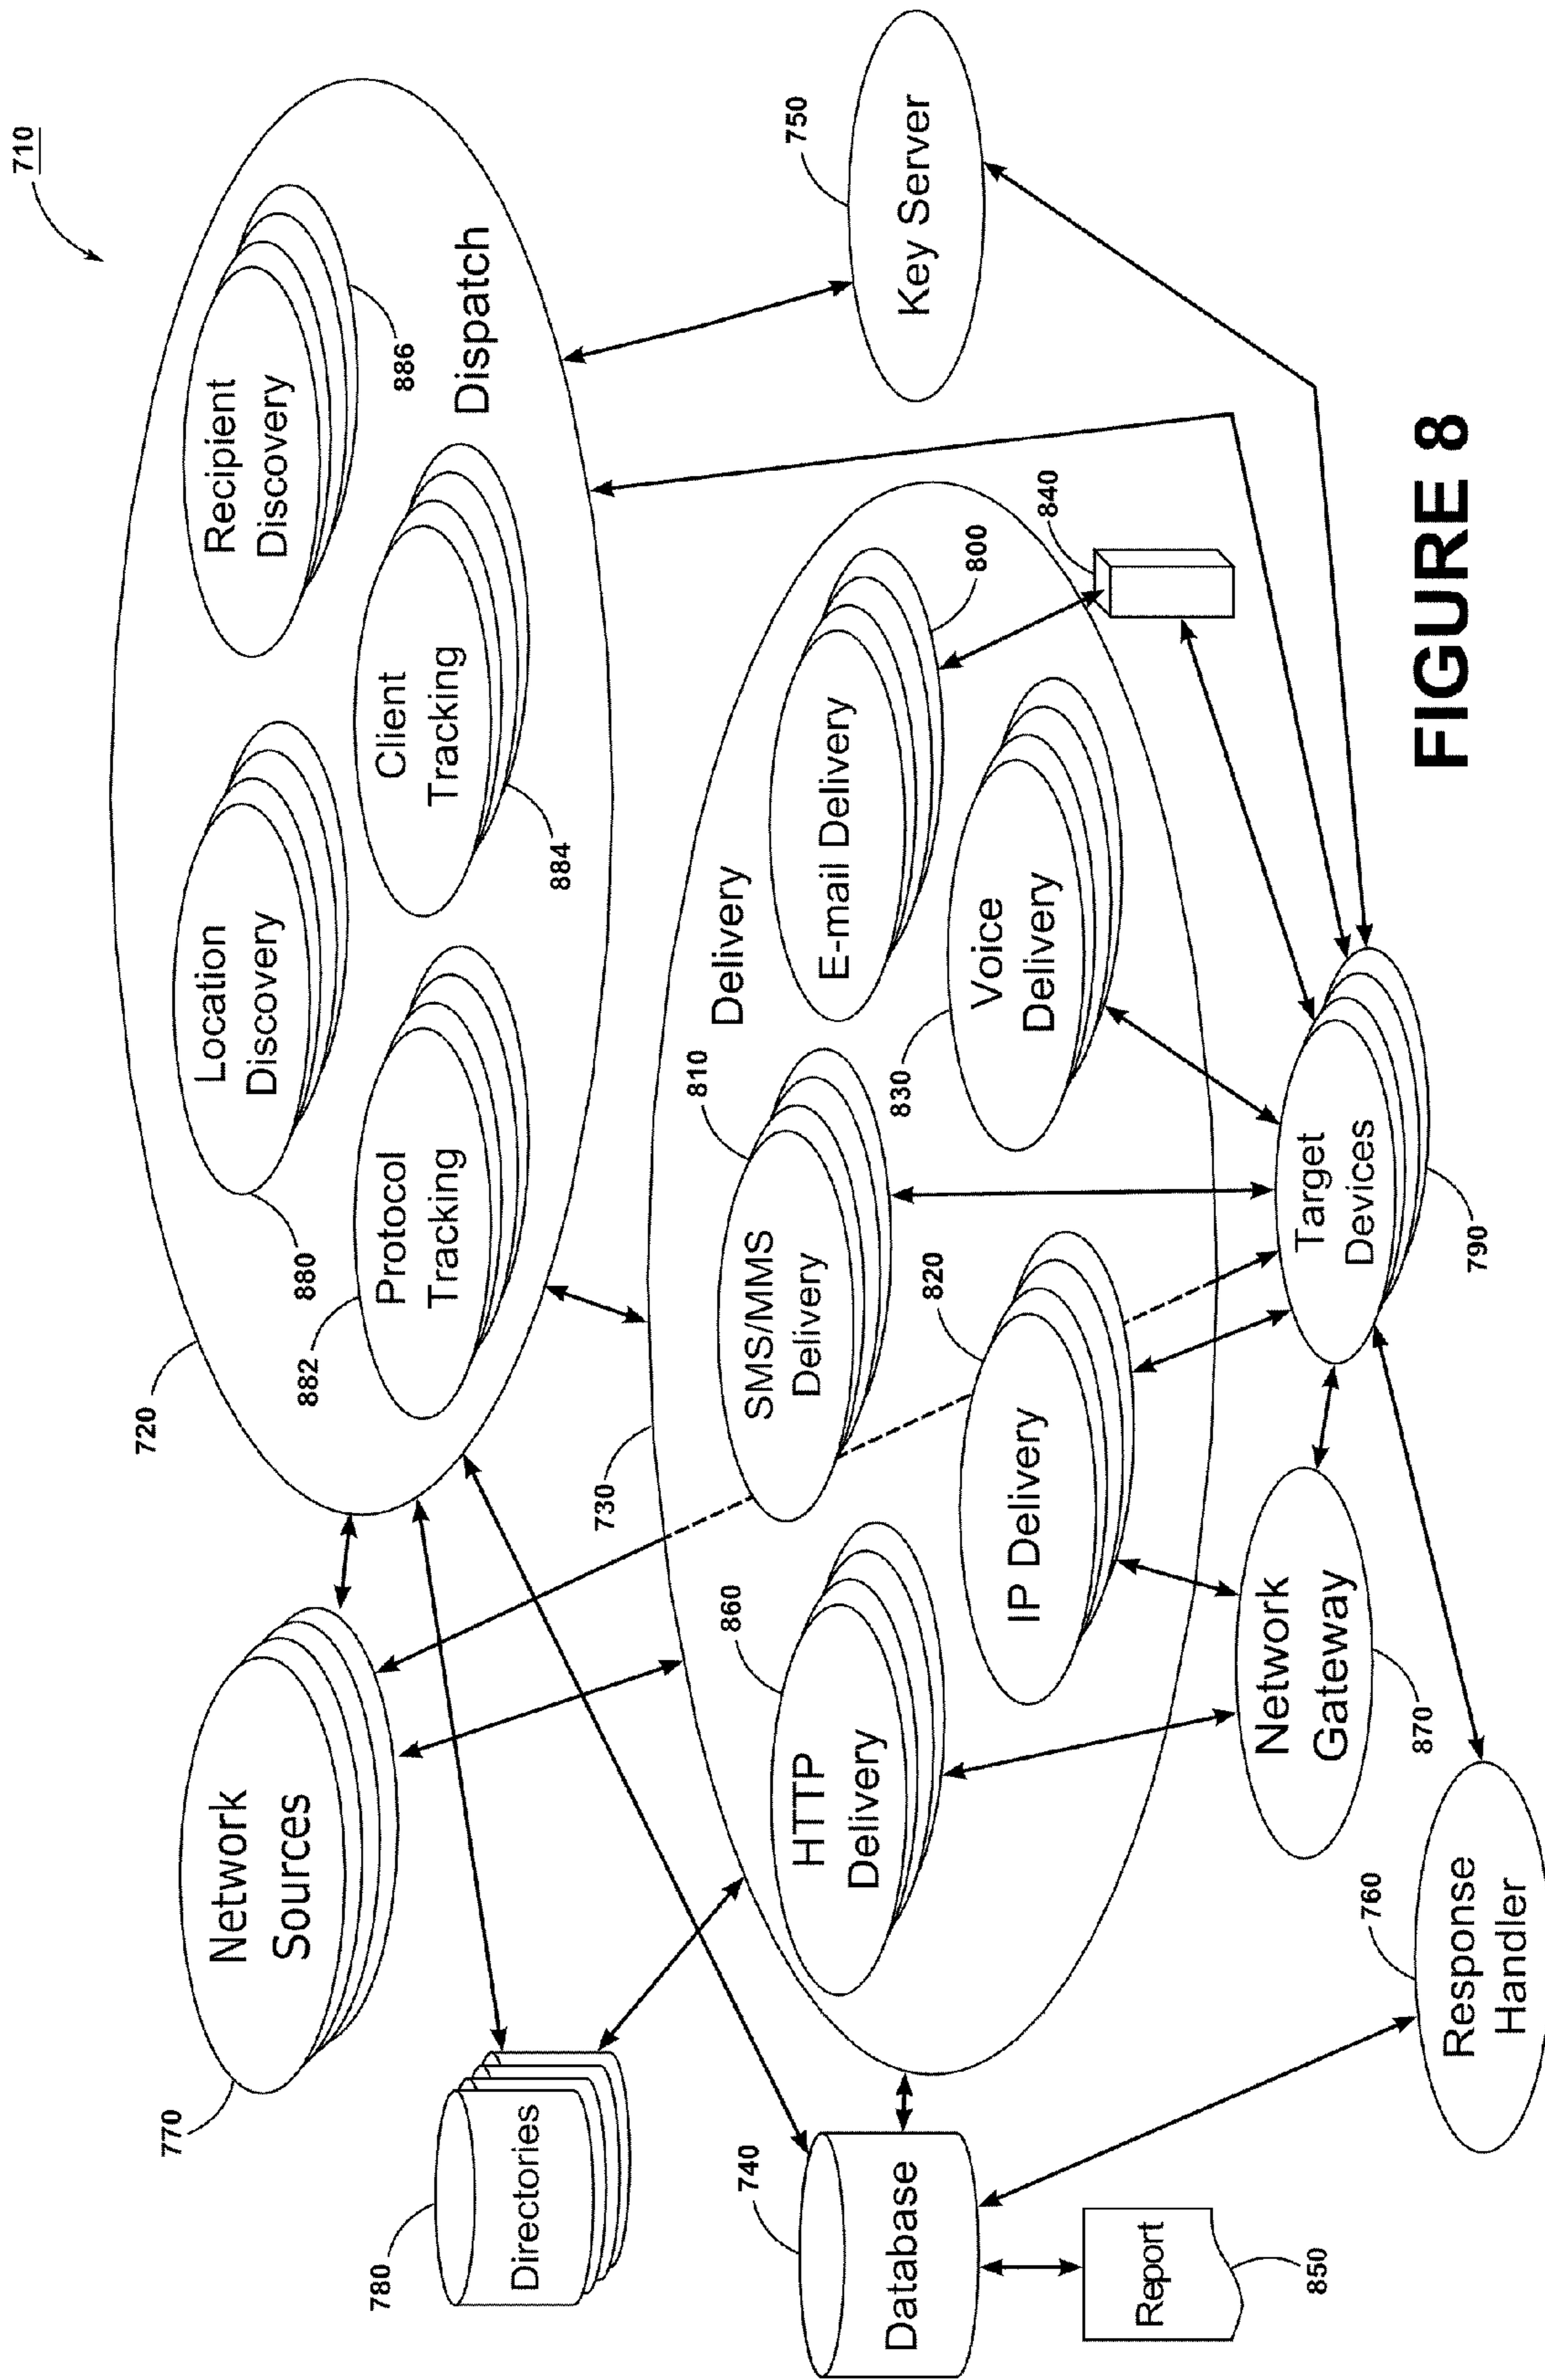 710
720
Location
Discovery
880
Recipient
Discovery
886
Protocol
Tracking
882
Client
Tracking
884
Dispatch
770
Network
Sources
780
Directories
730
Delivery
750
Key Server
810
SMS/MMS
Delivery
E-mail Delivery
800
860
HTTP
Delivery
820
IP Delivery
830
Voice
Delivery
840
740
Database
Report
850
Network
Gateway
870
Target
Devices
790
760
Response
Handler
FIGURE 8